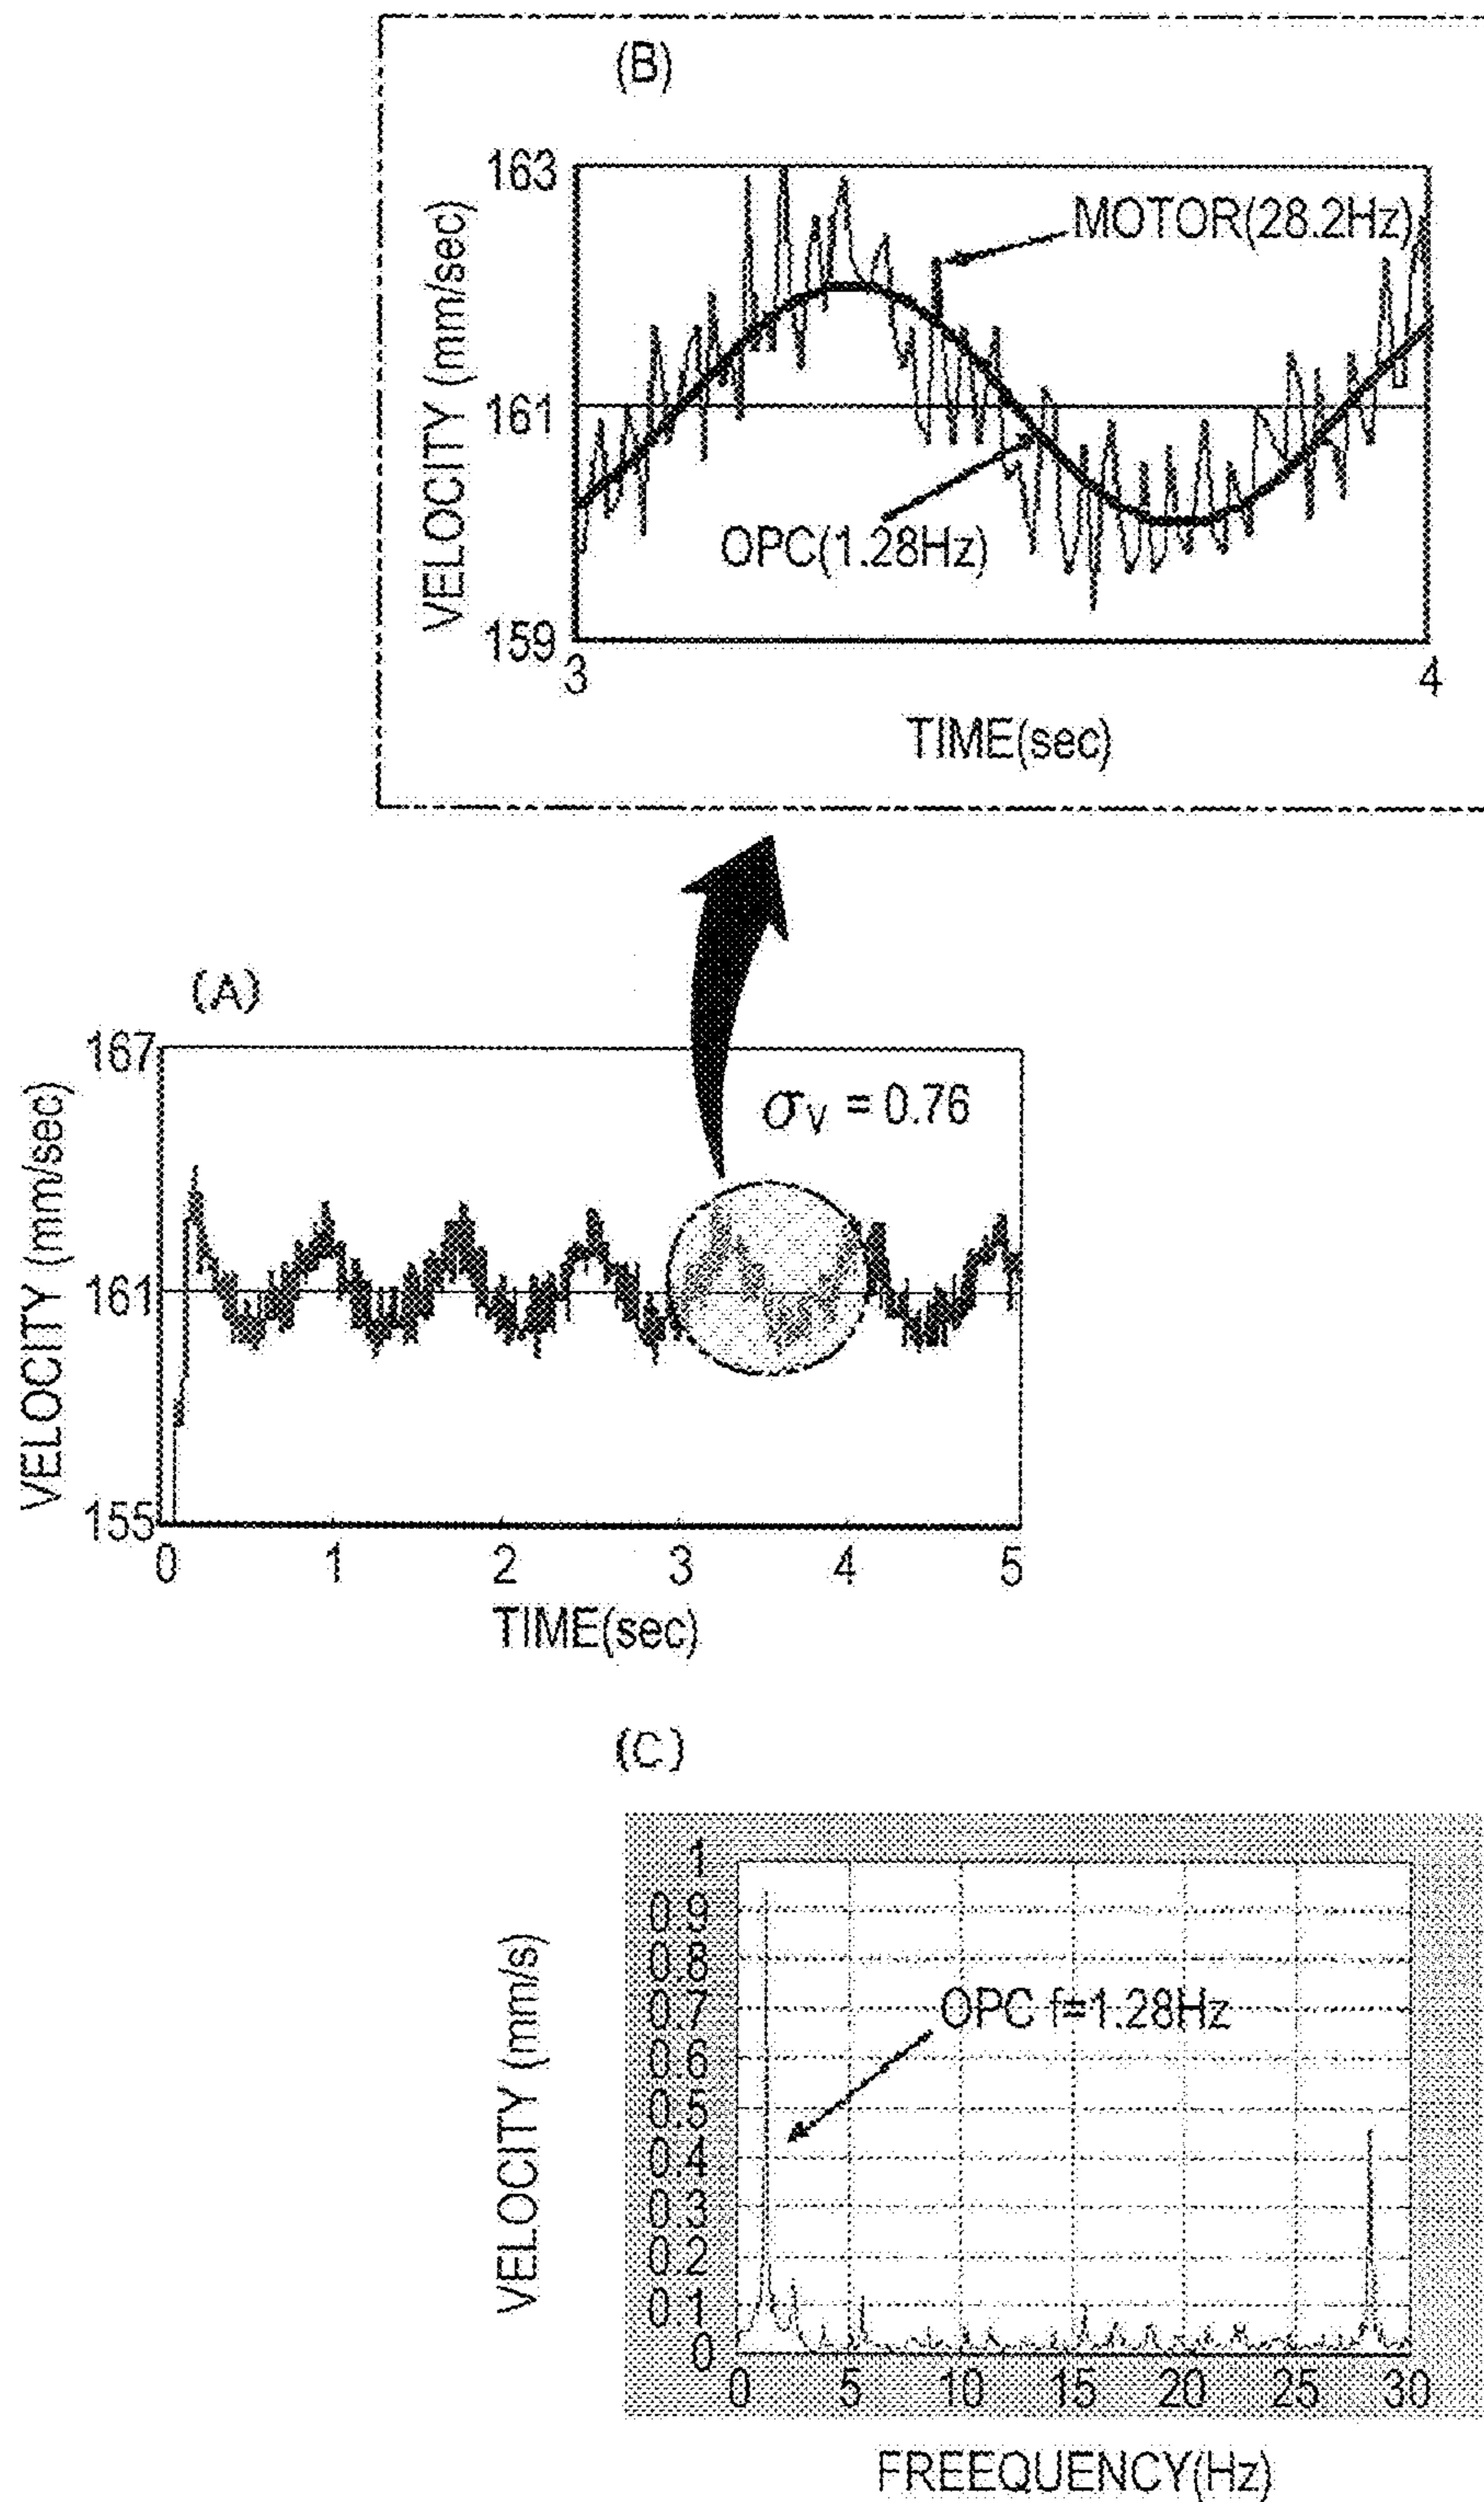 (B)
VELOCITY (mm/sec)
163
161
159
MOTOR(28.2Hz)
OPC(1.28Hz)
3
4
TIME(sec)
(A)
VELOCITY (mm/sec)
167
161
155
σv = 0.76
0 1 2 3 4 5
TIME(sec)
(C)
VELOCITY (mm/s)
1
0.9
0.8
0.7
0.6
0.5
0.4
0.3
0.2
0.1
0
OPC f=1.28Hz
0 5 10 15 20 25 30
FREEQUENCY(Hz)